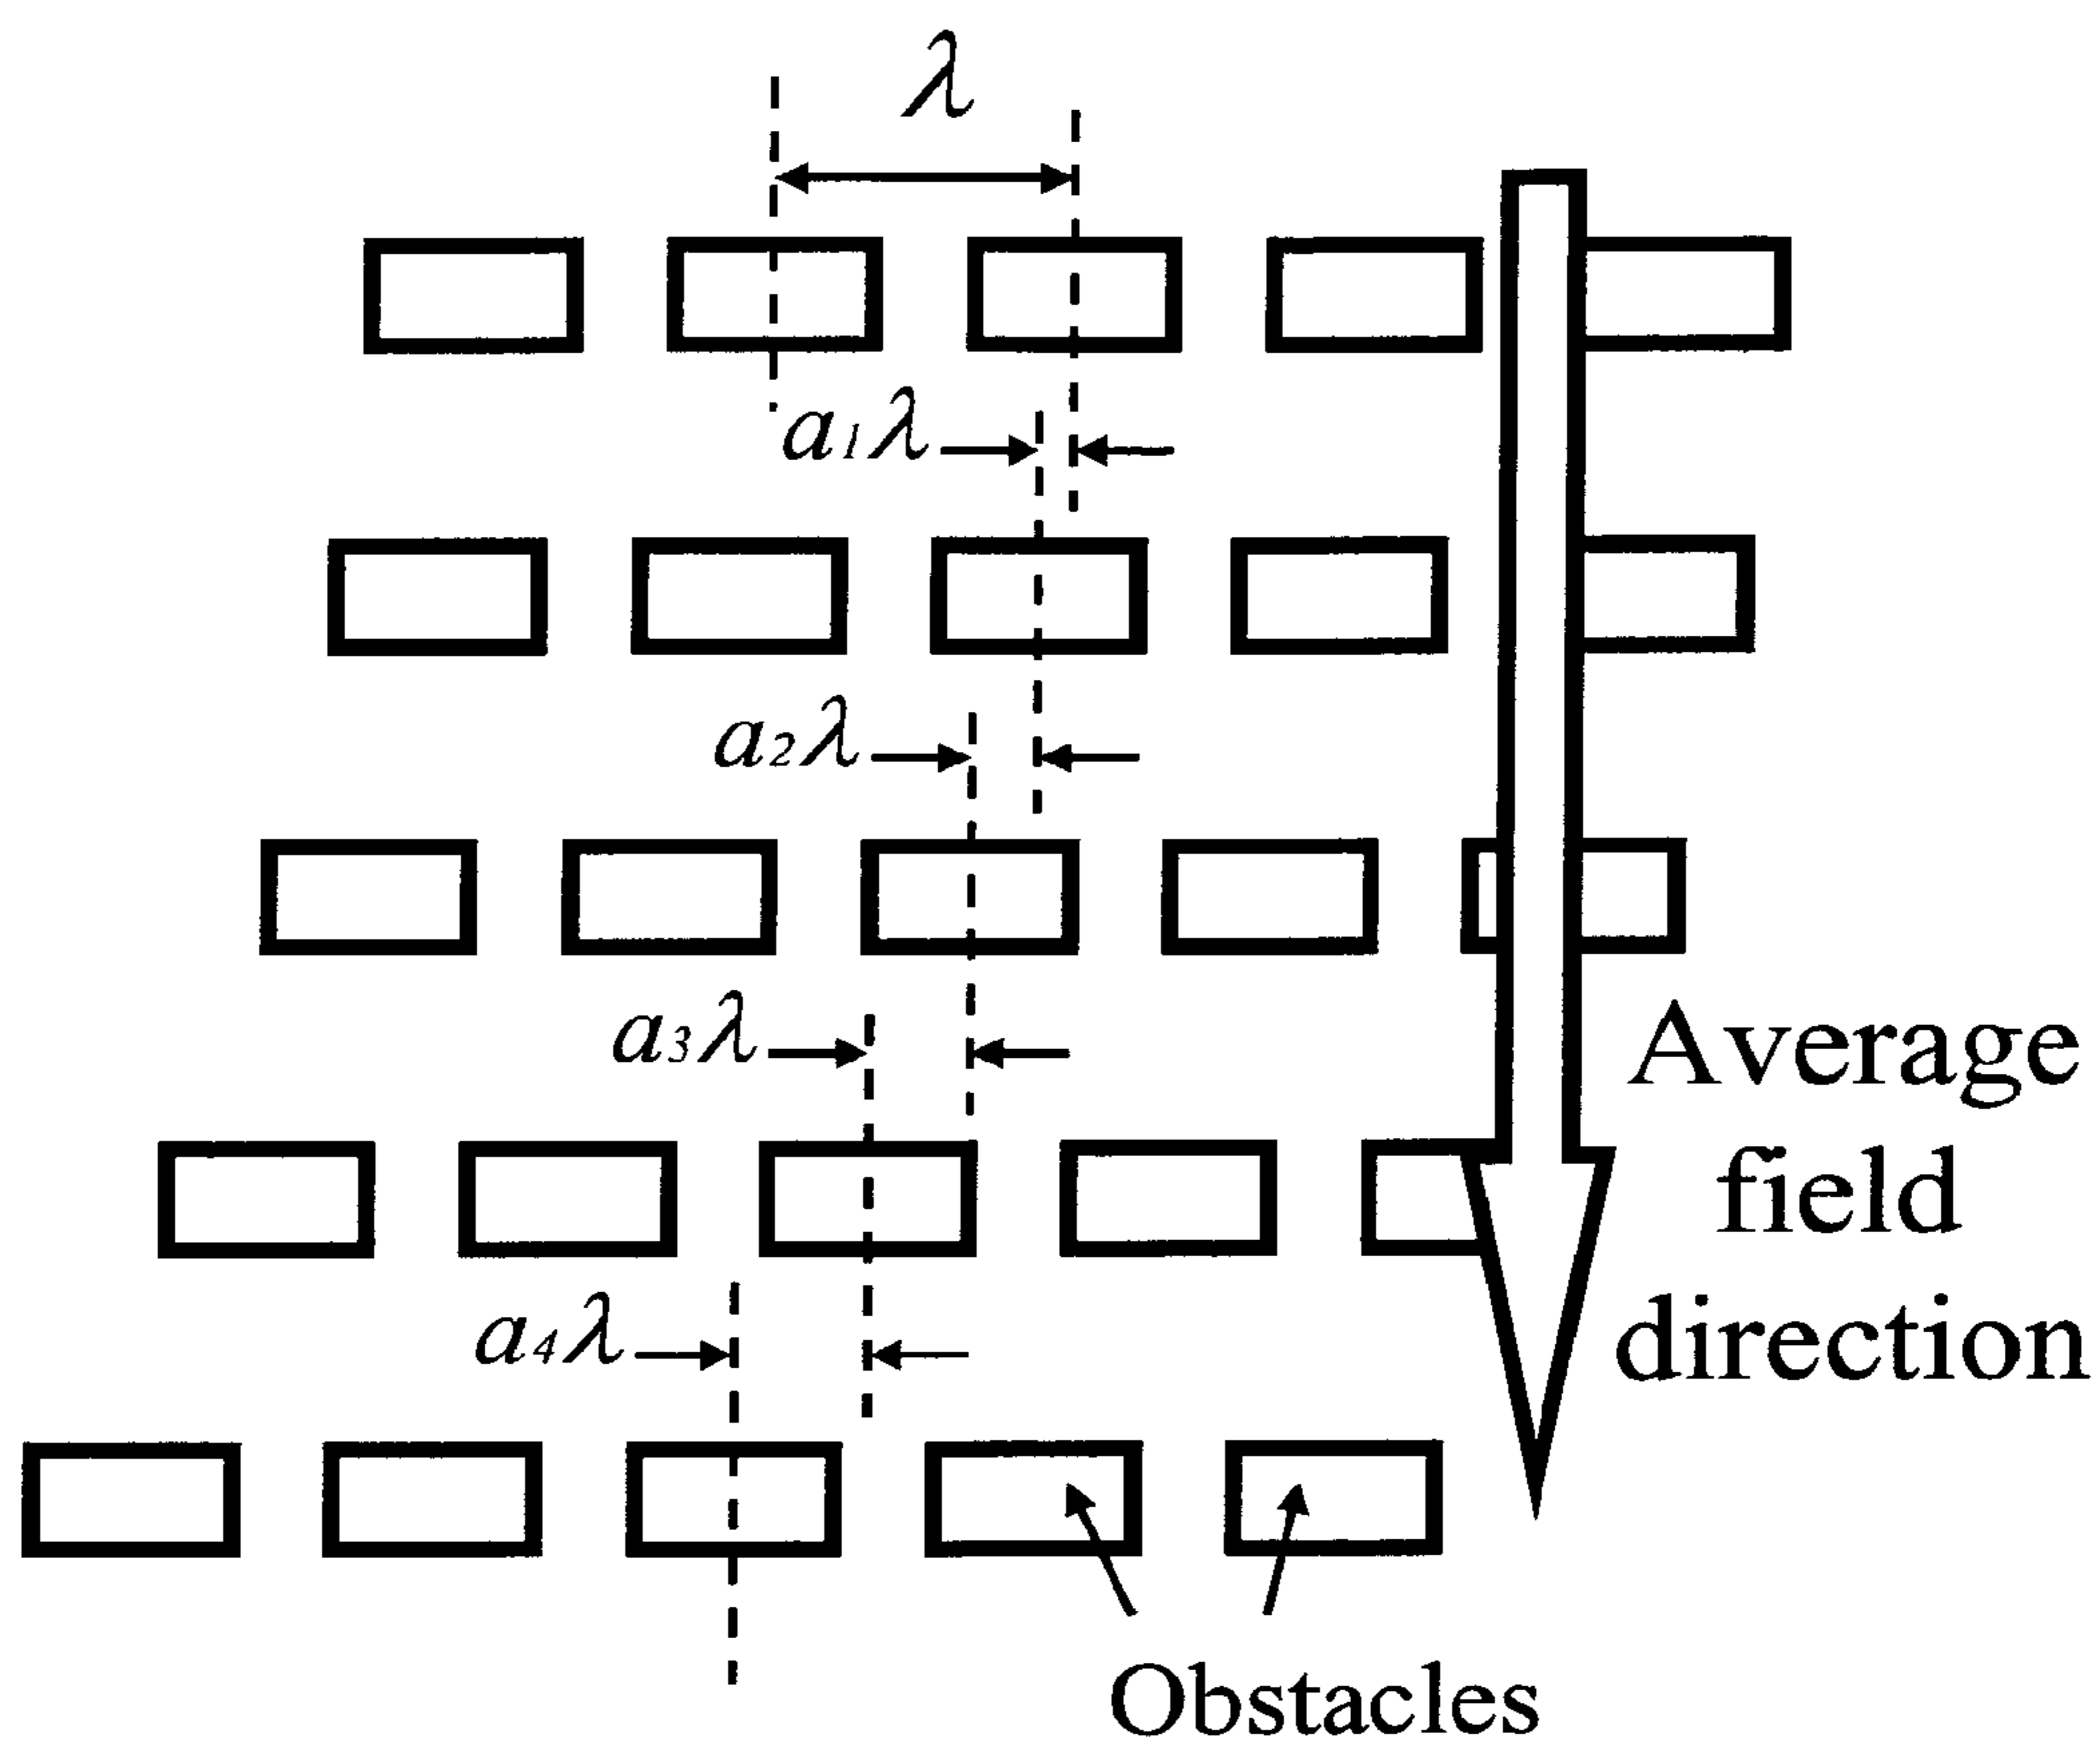 λ
a₁λ
a₂λ
a₃λ
Average
field
direction
a₄λ
Obstacles